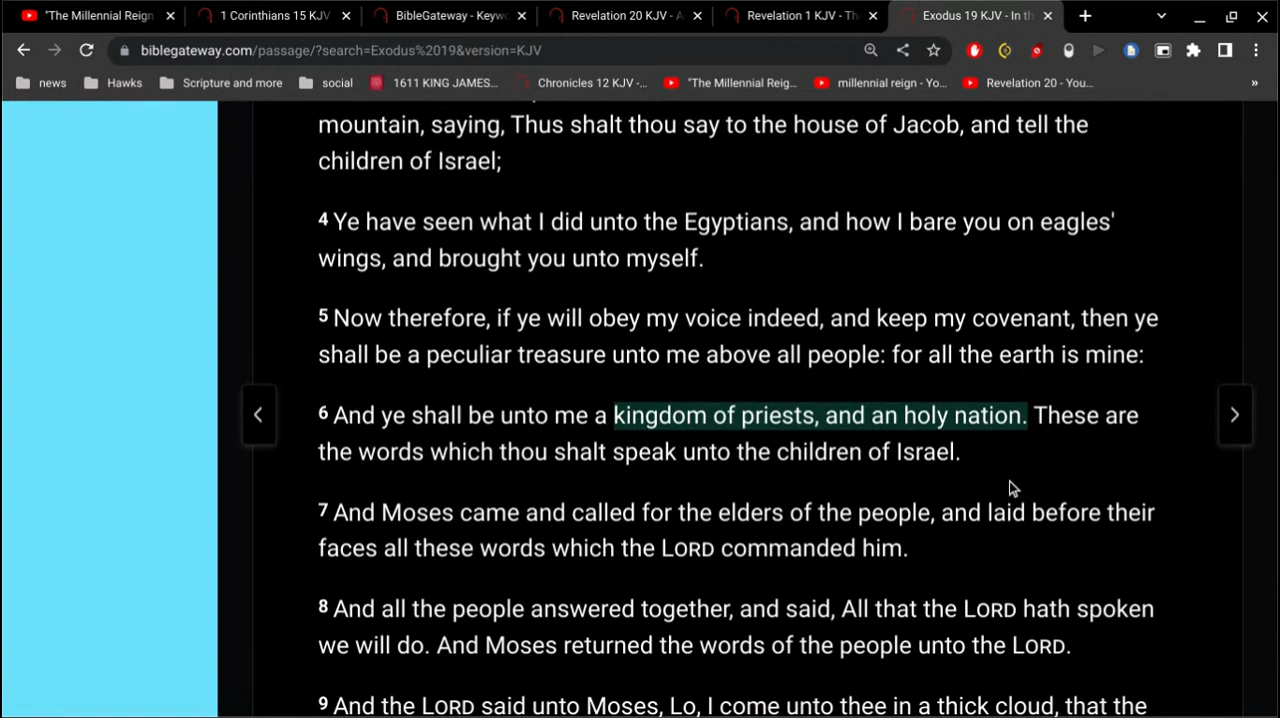 "The Millennial Reign
1 Corinthians 15 KJV
BibleGateway - Keyw
Revelation 20 KJV - A
Revelation 1 KJV - Th
Exodus 19 KJV - In th
biblegateway.com/passage/?search=Exodus%2019&version=KJV
news
Hawks
Scripture and more
social
1611 KING JAMES...
Chronicles 12 KJV -...
"The Millennial Reig...
millennial reign - Yo...
Revelation 20 - You...
»
mountain, saying, Thus shalt thou say to the house of Jacob, and tell the
children of Israel;
4 Ye have seen what I did unto the Egyptians, and how I bare you on eagles'
wings, and brought you unto myself.
5 Now therefore, if ye will obey my voice indeed, and keep my covenant, then ye
shall be a peculiar treasure unto me above all people: for all the earth is mine:
6 And ye shall be unto me a kingdom of priests, and an holy nation. These are
the words which thou shalt speak unto the children of Israel.
7 And Moses came and called for the elders of the people, and laid before their
faces all these words which the LORD commanded him.
8 And all the people answered together, and said, All that the LORD hath spoken
we will do. And Moses returned the words of the people unto the LORD.
9 And the LORD said unto Moses, Lo, I come unto thee in a thick cloud, that the